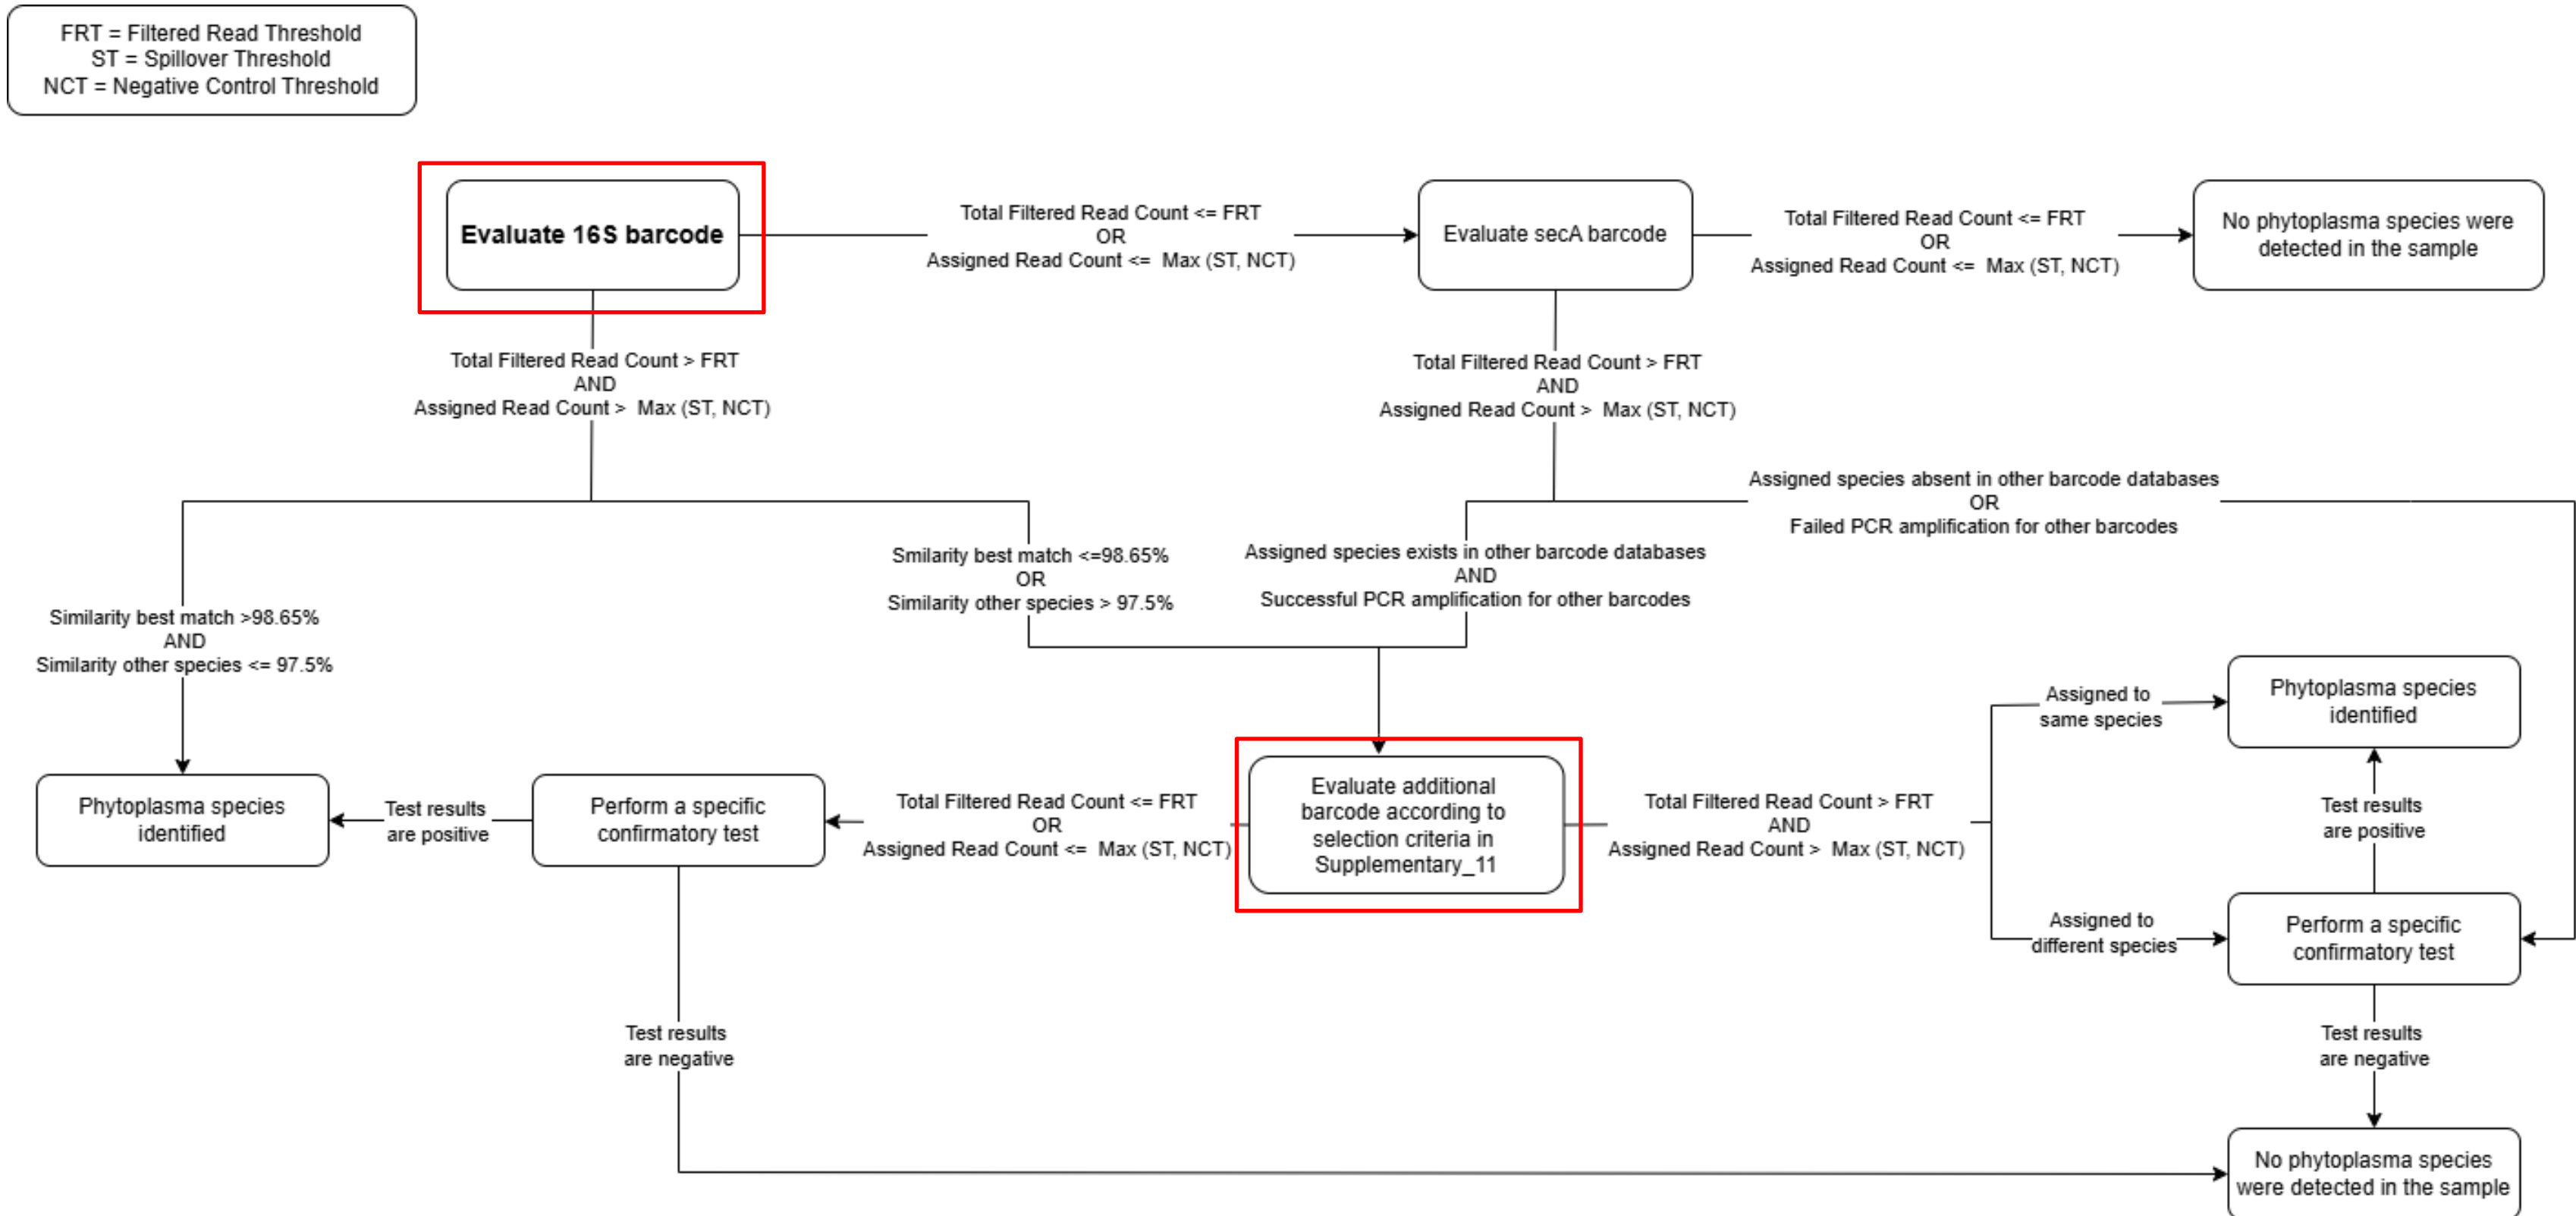 FRT = Filtered Read Threshold
ST = Spillover Threshold
NCT = Negative Control Threshold
Evaluate 16S barcode
Total Filtered Read Count <= FRT
OR
Assigned Read Count <= Max (ST, NCT)
Evaluate secA barcode
Total Filtered Read Count <= FRT
OR
Assigned Read Count <= Max (ST, NCT)
No phytoplasma species were
detected in the sample
Total Filtered Read Count > FRT
AND
Assigned Read Count > Max (ST, NCT)
Total Filtered Read Count > FRT
AND
Assigned Read Count > Max (ST, NCT)
Assigned species absent in other barcode databases
OR
Failed PCR amplification for other barcodes
Smilarity best match <=98.65%
OR
Similarity other species > 97.5%
Assigned species exists in other barcode databases
AND
Successful PCR amplification for other barcodes
Similarity best match >98.65%
AND
Similarity other species <= 97.5%
Phytoplasma species
identified
Test results
are positive
Perform a specific
confirmatory test
Total Filtered Read Count <= FRT
OR
Assigned Read Count <= Max (ST, NCT)
Evaluate additional
barcode according to
selection criteria in
Supplementary_11
Total Filtered Read Count > FRT
AND
Assigned Read Count > Max (ST, NCT)
Assigned to
same species
Phytoplasma species
identified
Test results
are positive
Assigned to
different species
Perform a specific
confirmatory test
Test results
are negative
Test results
are negative
No phytoplasma species
were detected in the sample